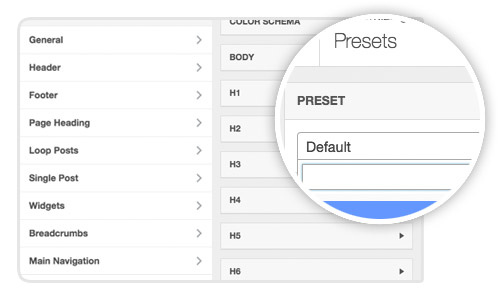 General
Header
Footer
Page Heading
Loop Posts
Single Post
Widgets
Breadcrumbs
Main Navigation
COLOR SCHEMA
BODY
H1
H2
H3
H4
H5
H6
Presets
PRESET
Default